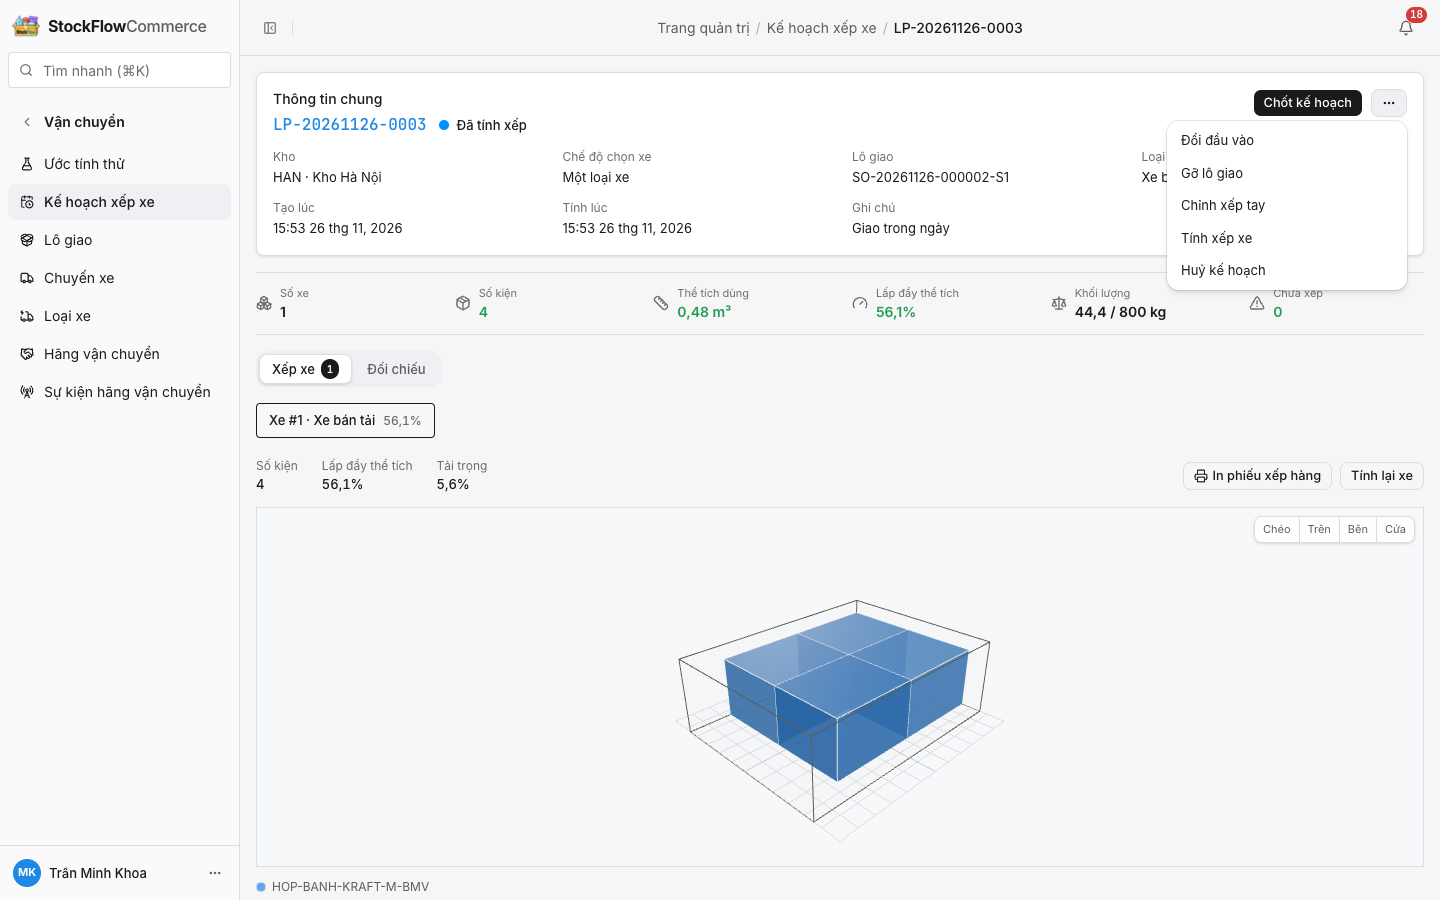 StockFlowCommerce
Tìm nhanh (⌘K)
Vận chuyển
Ước tính thử
Kế hoạch xếp xe
Lô giao
Chuyến xe
Loại xe
Hãng vận chuyển
Sự kiện hãng vận chuyển
MK Trần Minh Khoa
Trang quản trị / Kế hoạch xếp xe / LP-20261126-0003
18
Thông tin chung
LP-20261126-0003 Đã tính xếp
Chốt kế hoạch
Đổi đầu vào
Gỡ lô giao
Chỉnh xếp tay
Tính xếp xe
Huỷ kế hoạch
Kho Chế độ chọn xe Lô giao Loại
HAN · Kho Hà Nội Một loại xe SO-20261126-000002-S1 Xe b
Tạo lúc Tính lúc Ghi chú
15:53 26 thg 11, 2026 15:53 26 thg 11, 2026 Giao trong ngày
Số xe Số kiện Thể tích dùng Lấp đầy thể tích Khối lượng Chưa xếp
1 4 0,48 m³ 56,1% 44,4 / 800 kg 0
Xếp xe 1 Đối chiếu
Xe #1 · Xe bán tải 56,1%
Số kiện Lấp đầy thể tích Tải trọng
4 56,1% 5,6%
In phiếu xếp hàng Tính lại xe
Chéo Trên Bên Cửa
HOP-BANH-KRAFT-M-BMV